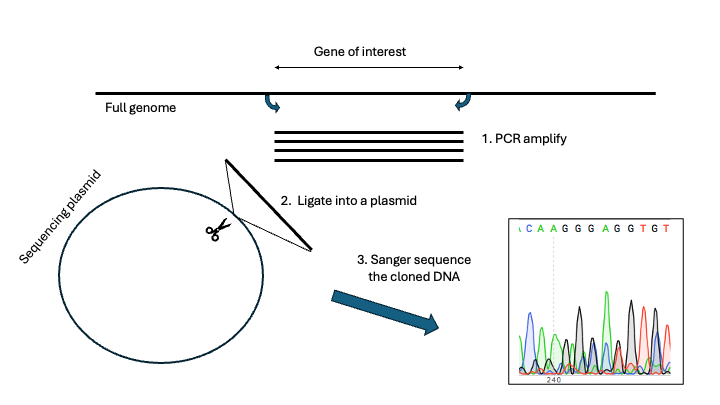 Gene of interest
Full genome
1. PCR amplify
Sequencing plasmid
2. Ligate into a plasmid
3. Sanger sequence
the cloned DNA
C A A G G G A G G T G T
240